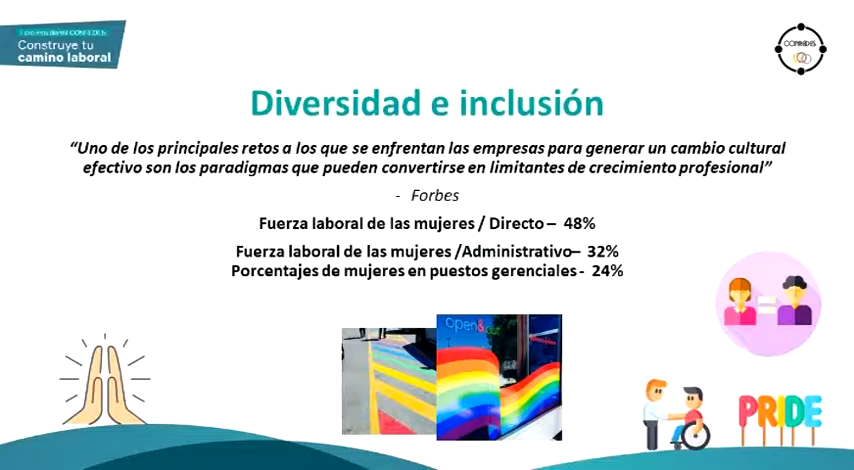 Construye tu
camino laboral
Diversidad e inclusión
“Uno de los principales retos a los que se enfrentan las empresas para generar un cambio cultural
efectivo son los paradigmas que pueden convertirse en limitantes de crecimiento profesional”
- Forbes
Fuerza laboral de las mujeres / Directo – 48%
Fuerza laboral de las mujeres /Administrativo– 32%
Porcentajes de mujeres en puestos gerenciales - 24%
open&out
PRIDE